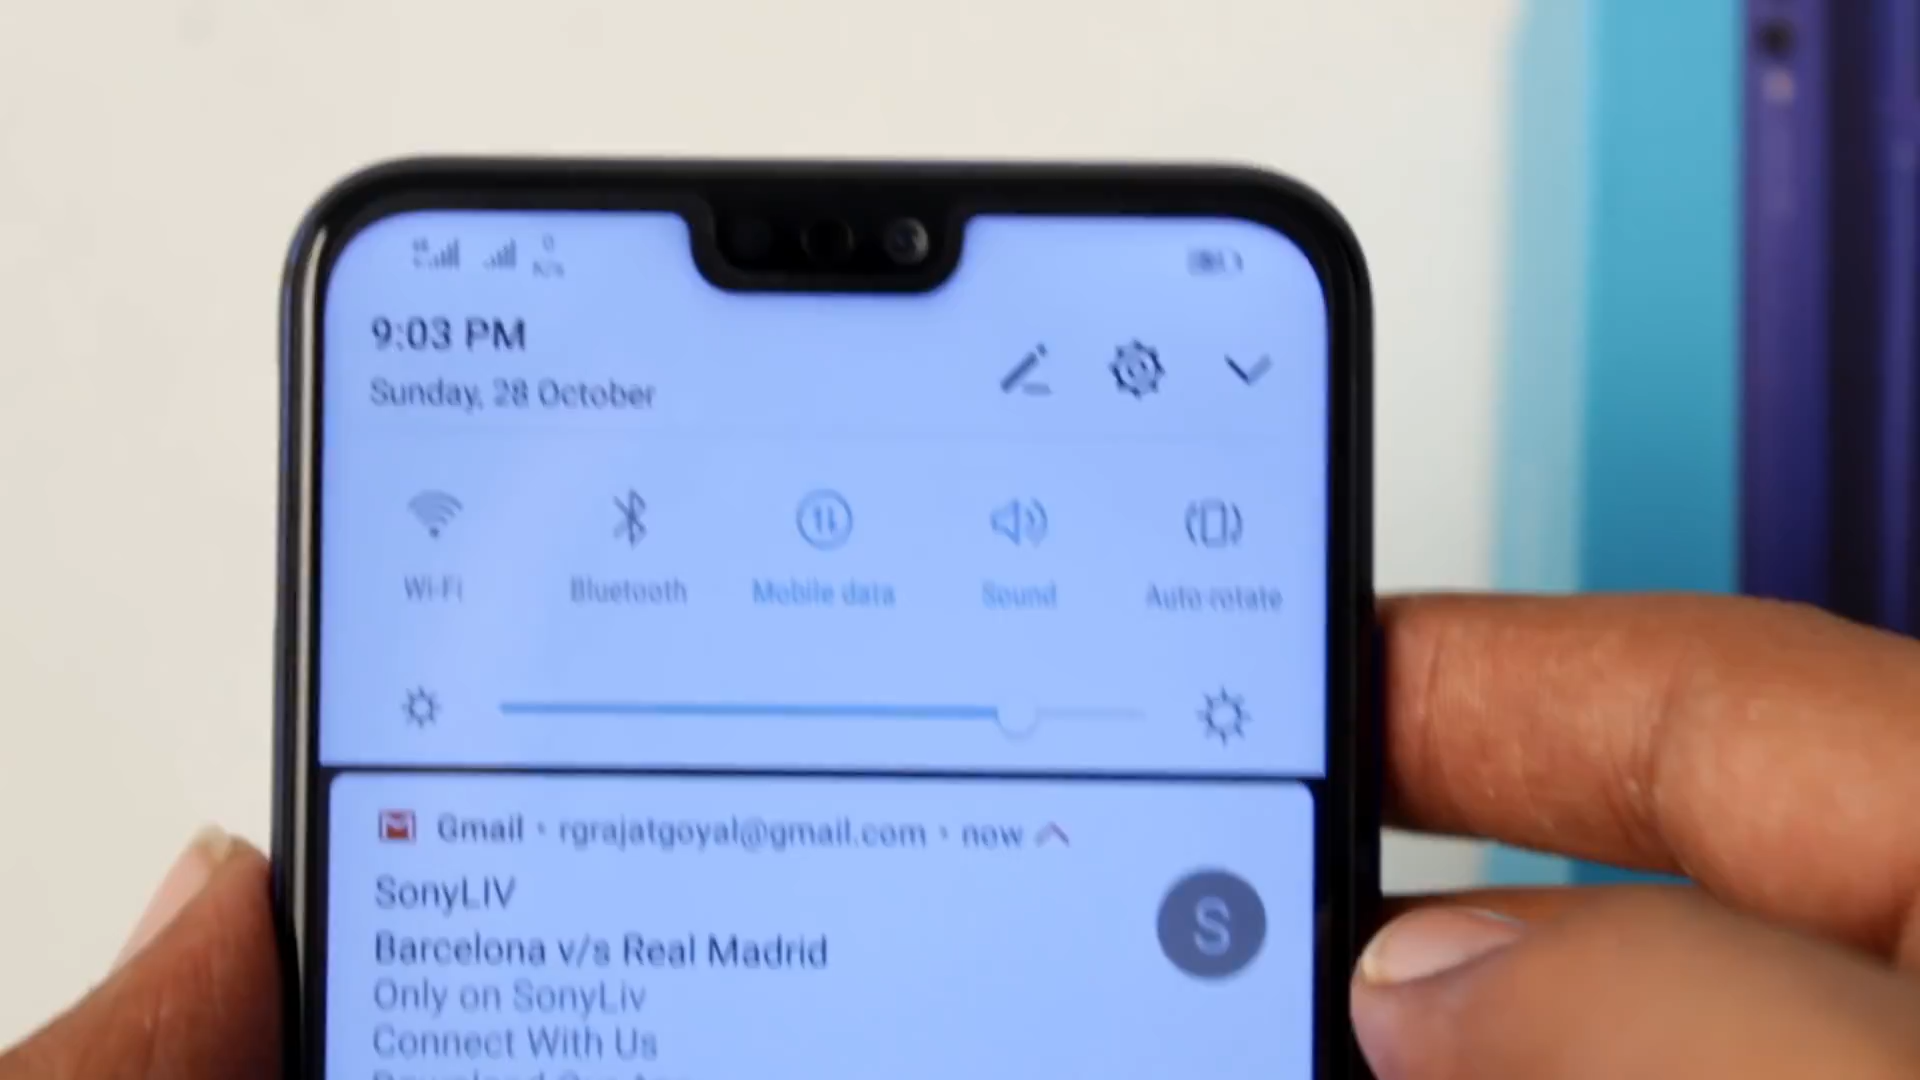 9:03 PM
Sunday, 28 October
Wi-Fi
Bluetooth
Mobile data
Sound
Auto-rotate
Gmail • rgrajatgoyal@gmail.com • now
SonyLIV
S
Barcelona v/s Real Madrid
Only on SonyLiv
Connect With Us